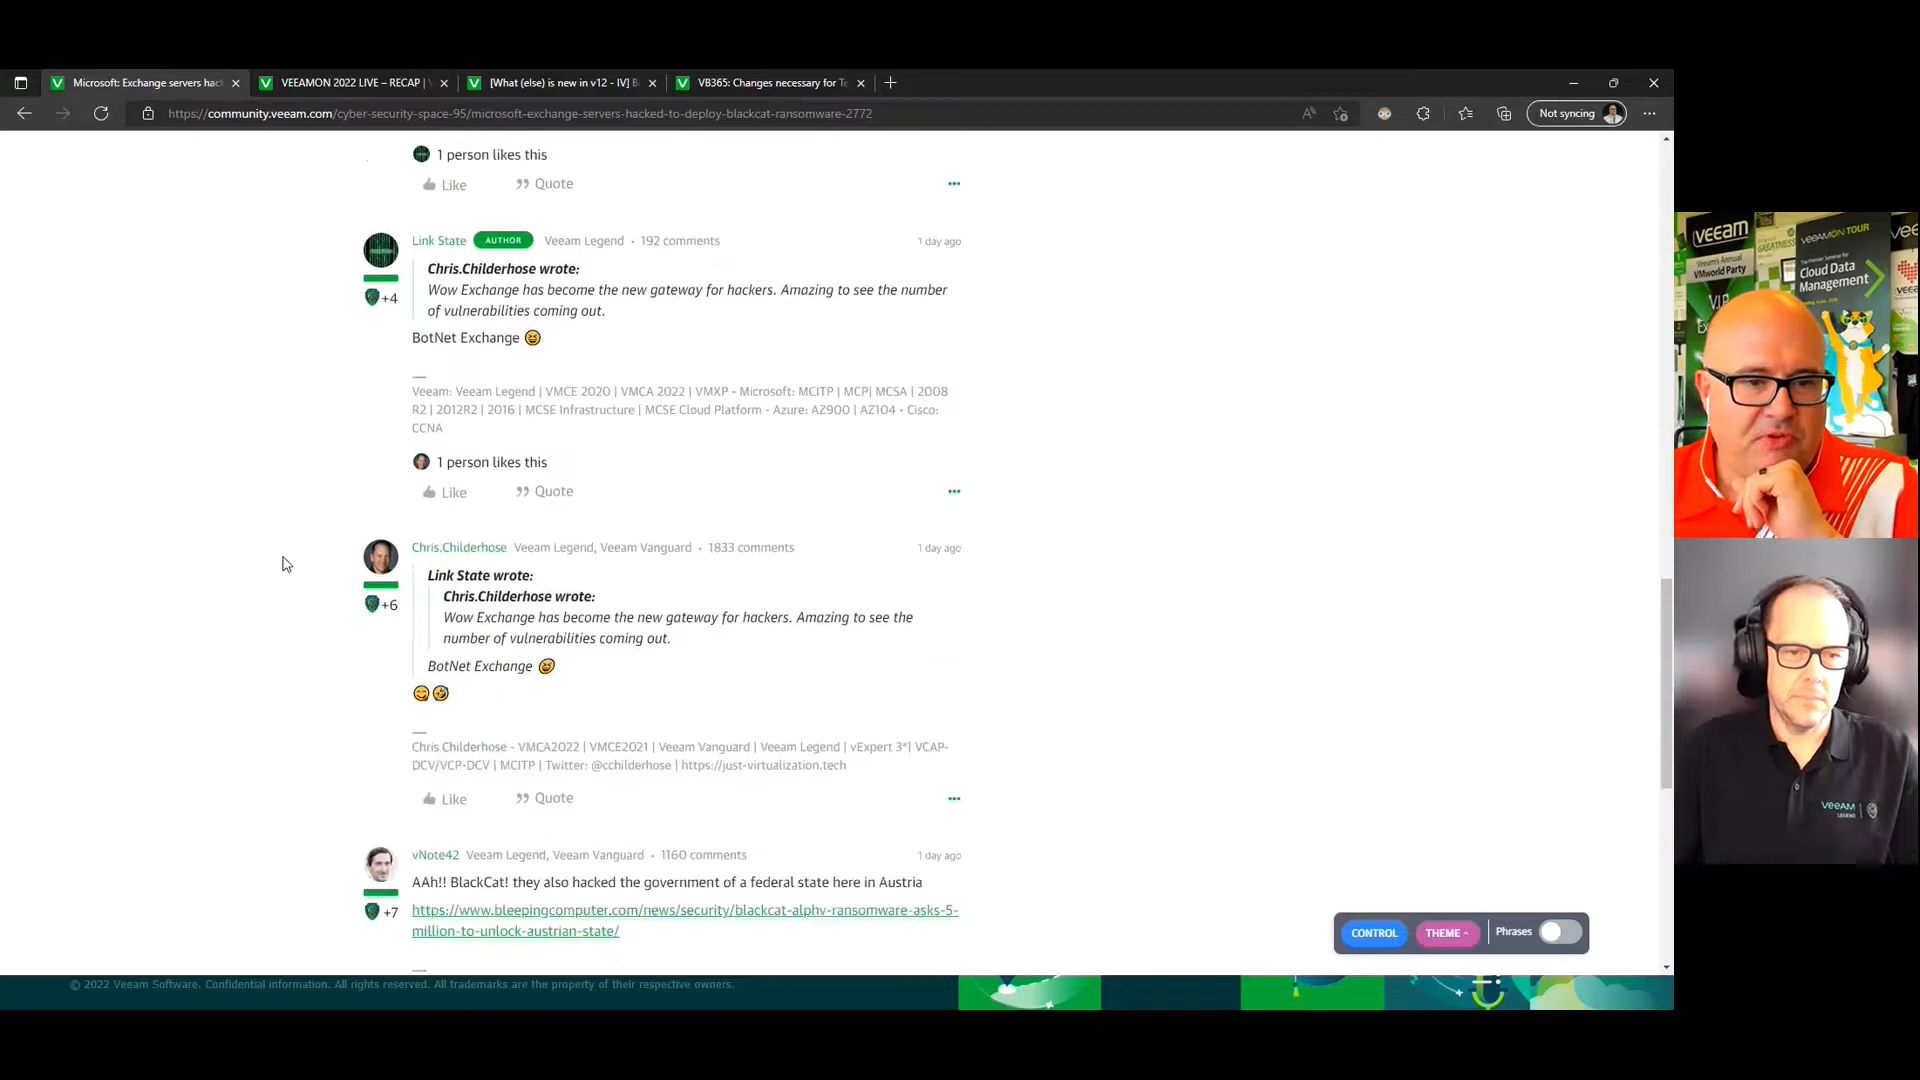 Microsoft: Exchange servers hac
VEEAMON 2022 LIVE – RECAP |
[What (else) is new in v12 - IV] B
VB365: Changes necessary for Te
https://community.veeam.com/cyber-security-space-95/microsoft-exchange-servers-hacked-to-deploy-blackcat-ransomware-2772
Not syncing
1 person likes this
Like
Quote
Link State AUTHOR Veeam Legend · 192 comments
1 day ago
+4
Chris.Childerhose wrote:
Wow Exchange has become the new gateway for hackers. Amazing to see the number
of vulnerabilities coming out.
BotNet Exchange 😆
Veeam: Veeam Legend | VMCE 2020 | VMCA 2022 | VMXP - Microsoft: MCITP | MCP| MCSA | 2008
R2 | 2012R2 | 2016 | MCSE Infrastructure | MCSE Cloud Platform - Azure: AZ900 | AZ104 - Cisco:
CCNA
1 person likes this
Like
Quote
Chris.Childerhose Veeam Legend, Veeam Vanguard · 1833 comments
1 day ago
+6
Link State wrote:
Chris.Childerhose wrote:
Wow Exchange has become the new gateway for hackers. Amazing to see the
number of vulnerabilities coming out.
BotNet Exchange 😆
😋🤣
Chris Childerhose - VMCA2022 | VMCE2021 | Veeam Vanguard | Veeam Legend | vExpert 3*| VCAP-
DCV/VCP-DCV | MCITP | Twitter: @cchilderhose | https://just-virtualization.tech
Like
Quote
vNote42 Veeam Legend, Veeam Vanguard · 1160 comments
1 day ago
+7
AAh!! BlackCat! they also hacked the government of a federal state here in Austria
https://www.bleepingcomputer.com/news/security/blackcat-alphv-ransomware-asks-5-
million-to-unlock-austrian-state/
CONTROL
THEME
Phrases
© 2022 Veeam Software. Confidential information. All rights reserved. All trademarks are the property of their respective owners.
veeam
Veeam's Annual
VMworld Party
veeamON TOUR
Cloud Data
Management
veeAM
LEGEND